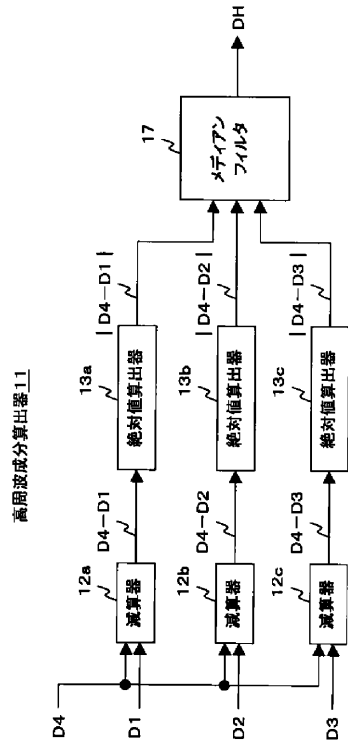 高周波成分算出器11
D4
D1
D2
D3
12a
減算器
12b
減算器
12c
減算器
D4−D1
D4−D2
D4−D3
13a
絶対値算出器
13b
絶対値算出器
13c
絶対値算出器
|D4−D1|
|D4−D2|
|D4−D3|
17
メディアン
フィルタ
DH